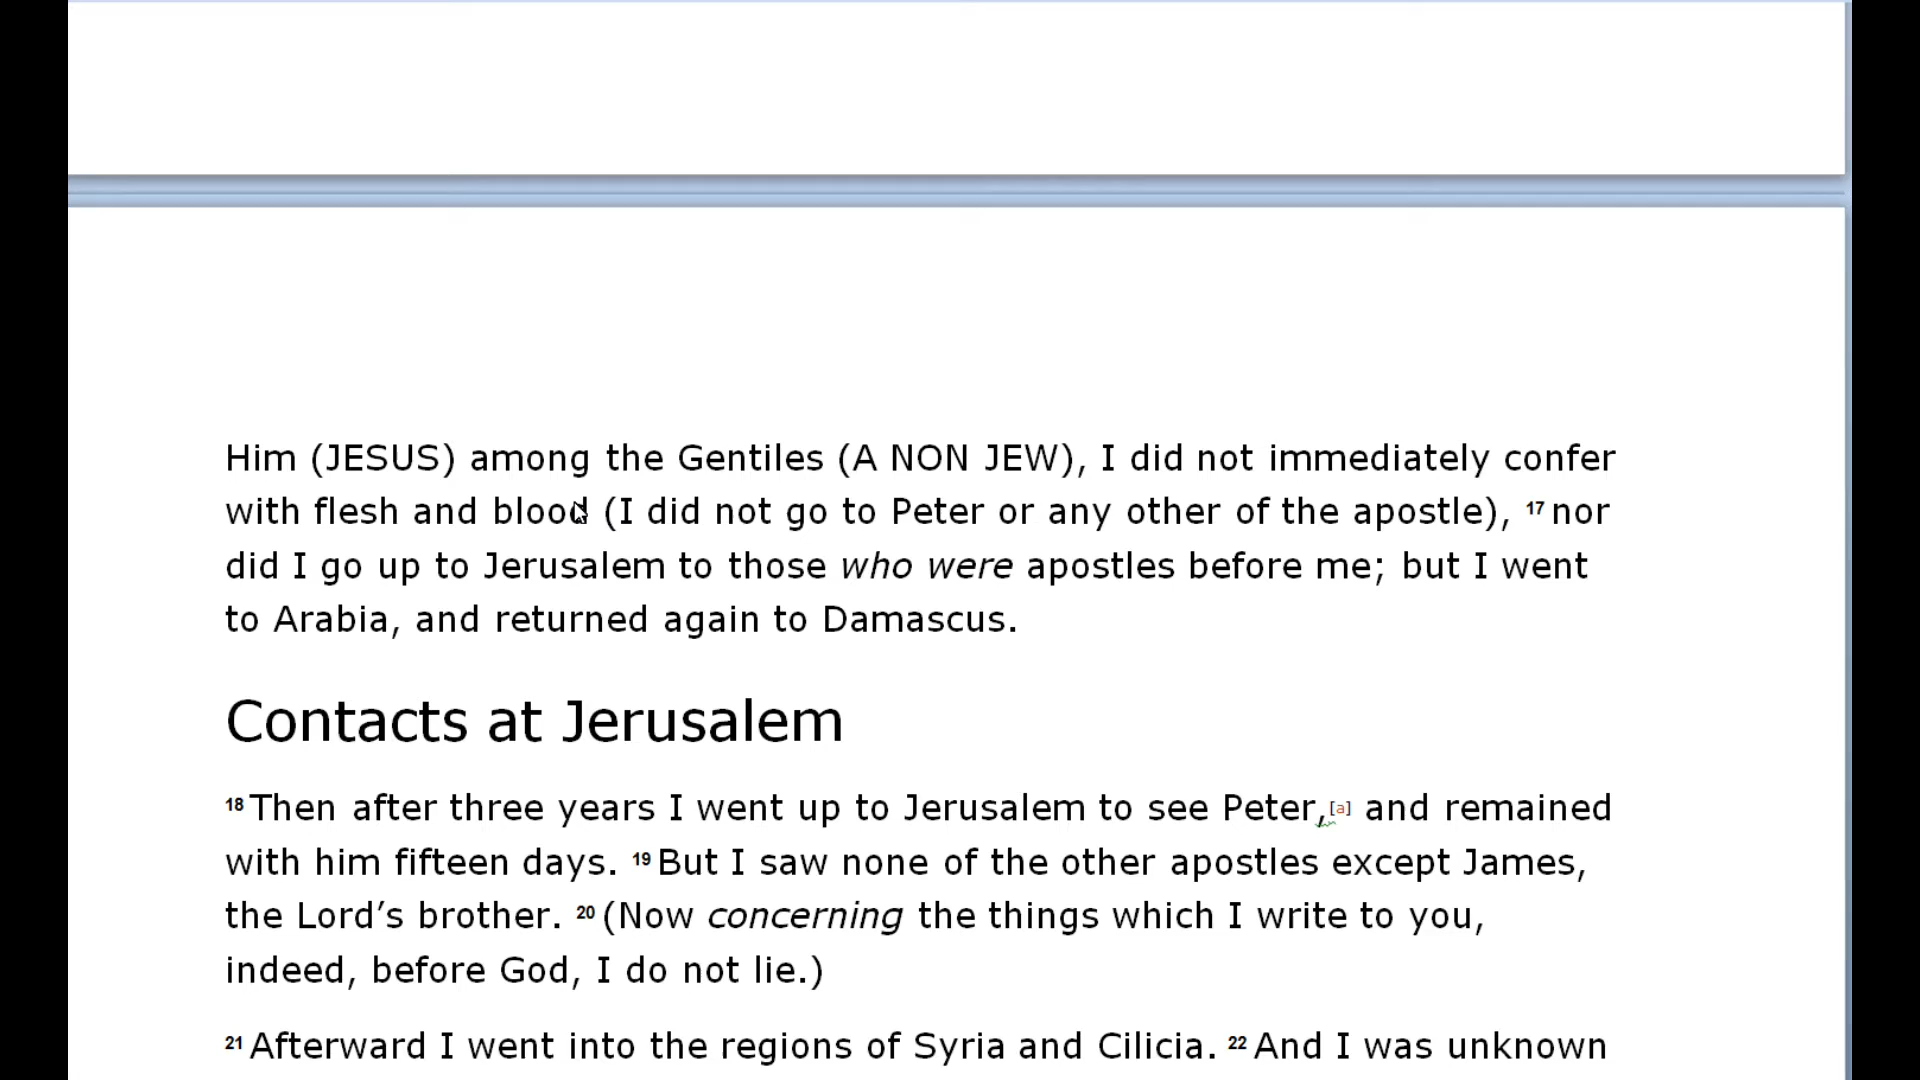 Him (JESUS) among the Gentiles (A NON JEW), I did not immediately confer
with flesh and blood (I did not go to Peter or any other of the apostle), 17 nor
did I go up to Jerusalem to those who were apostles before me; but I went
to Arabia, and returned again to Damascus.
Contacts at Jerusalem
18 Then after three years I went up to Jerusalem to see Peter,[a] and remained
with him fifteen days. 19 But I saw none of the other apostles except James,
the Lord’s brother. 20 (Now concerning the things which I write to you,
indeed, before God, I do not lie.)
21 Afterward I went into the regions of Syria and Cilicia. 22 And I was unknown